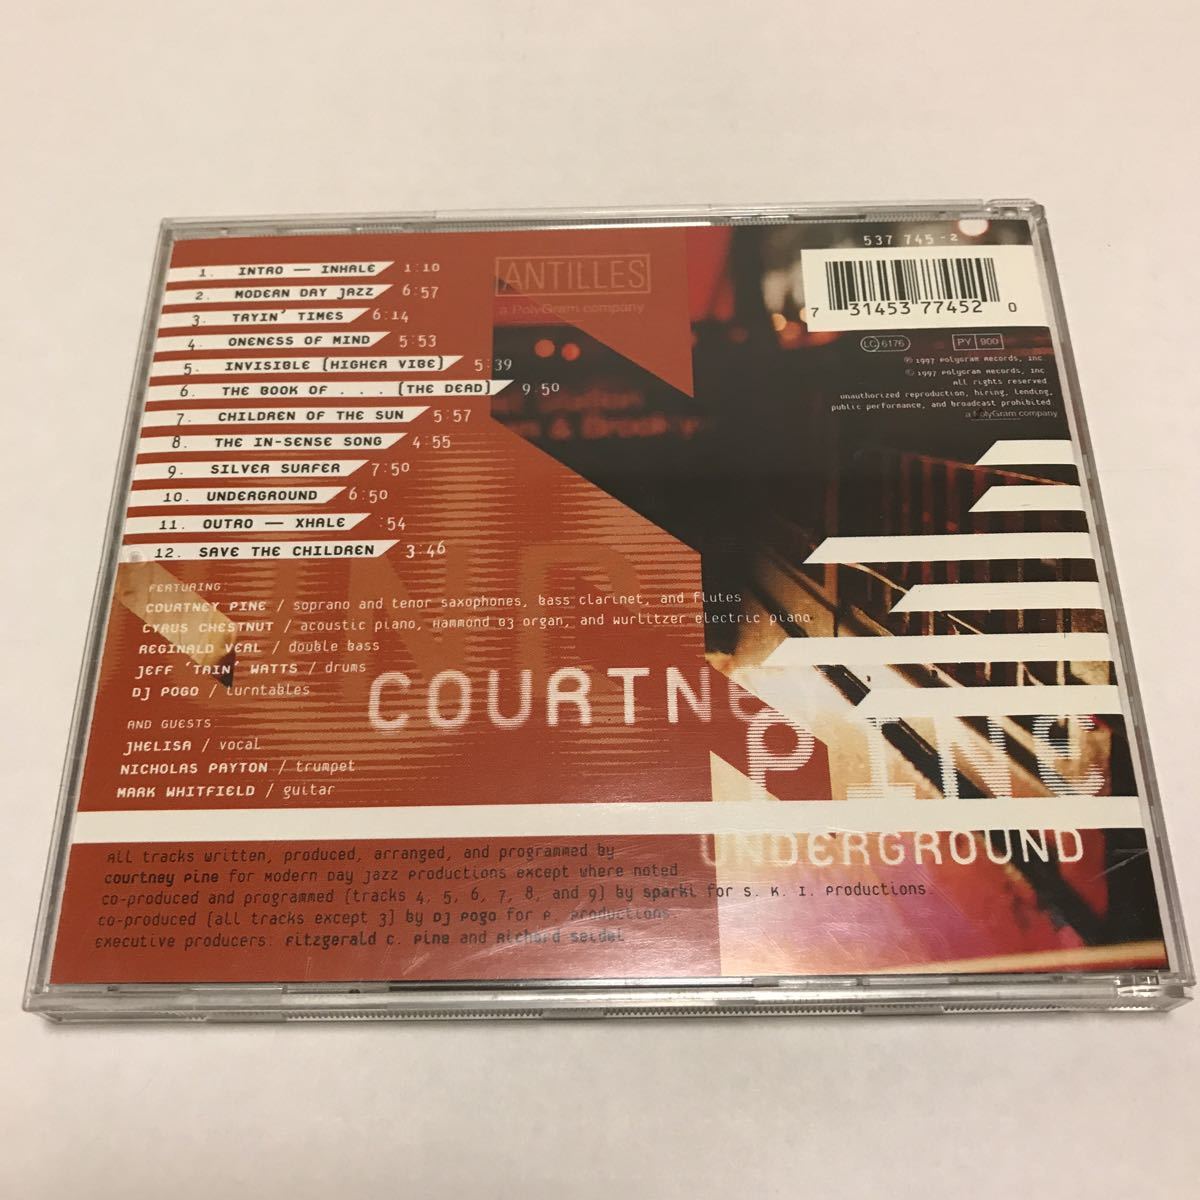 1. INTRO — INHALE 1:10
2. MODERN DAY JAZZ 6:57
3. TRYIN' TIMES 6:14
4. ONENESS OF MIND 5:53
5. INVISIBLE (HIGHER VIBE) 5:39
6. THE BOOK OF . . . (THE DEAD) 9:50
7. CHILDREN OF THE SUN 5:57
8. THE IN-SENSE SONG 4:55
9. SILVER SURFER 7:50
10. UNDERGROUND 6:50
11. OUTRO — XHALE :54
12. SAVE THE CHILDREN 3:46
ANTILLES
a PolyGram company
537 745-2
7 31453 77452 0
LC 6176
PY 900
℗ 1997 PolyGram Records, Inc.
© 1997 PolyGram Records, Inc.
All rights reserved.
unauthorized reproduction, hiring, lending,
public performance, and broadcast prohibited.
a PolyGram company
FEATURING:
COURTNEY PINE / soprano and tenor saxophones, bass clarinet, and flutes
CYRUS CHESTNUT / acoustic piano, Hammond B3 organ, and Wurlitzer electric piano
REGINALD VEAL / double bass
JEFF 'TAIN' WATTS / drums
DJ POGO / turntables
AND GUESTS:
JHELISA / vocal
NICHOLAS PAYTON / trumpet
MARK WHITFIELD / guitar
COURTNEY
PINE
UNDERGROUND
All tracks written, produced, arranged, and programmed by
Courtney Pine for Modern Day Jazz Productions except where noted
co-produced and programmed (tracks 4, 5, 6, 7, 8, and 9) by Sparki for S. K. I. Productions.
co-produced (all tracks except 3) by DJ Pogo for P. Productions.
Executive producers: Fitzgerald C. Pine and Richard Seidel